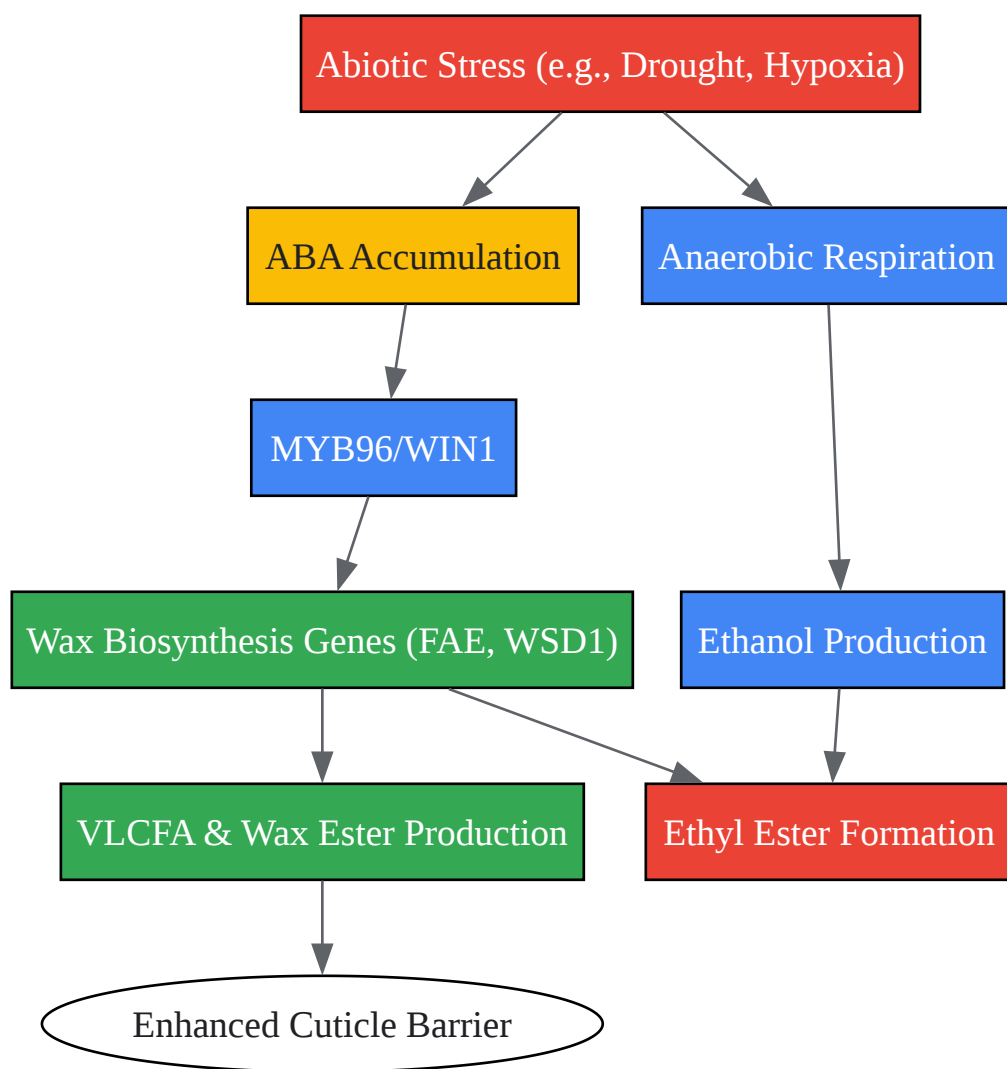 Abiotic Stress (e.g., Drought, Hypoxia)
ABA Accumulation
Anaerobic Respiration
MYB96/WIN1
Wax Biosynthesis Genes (FAE, WSD1)
Ethanol Production
VLCFA & Wax Ester Production
Ethyl Ester Formation
Enhanced Cuticle Barrier